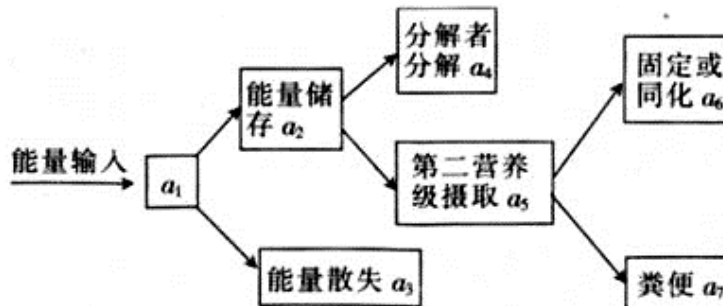 能量输入
a₁
能量储
存 a₂
能量散失 a₃
分解者
分解 a₄
第二营养
级摄取 a₅
固定或
同化 a₆
粪便 a₇